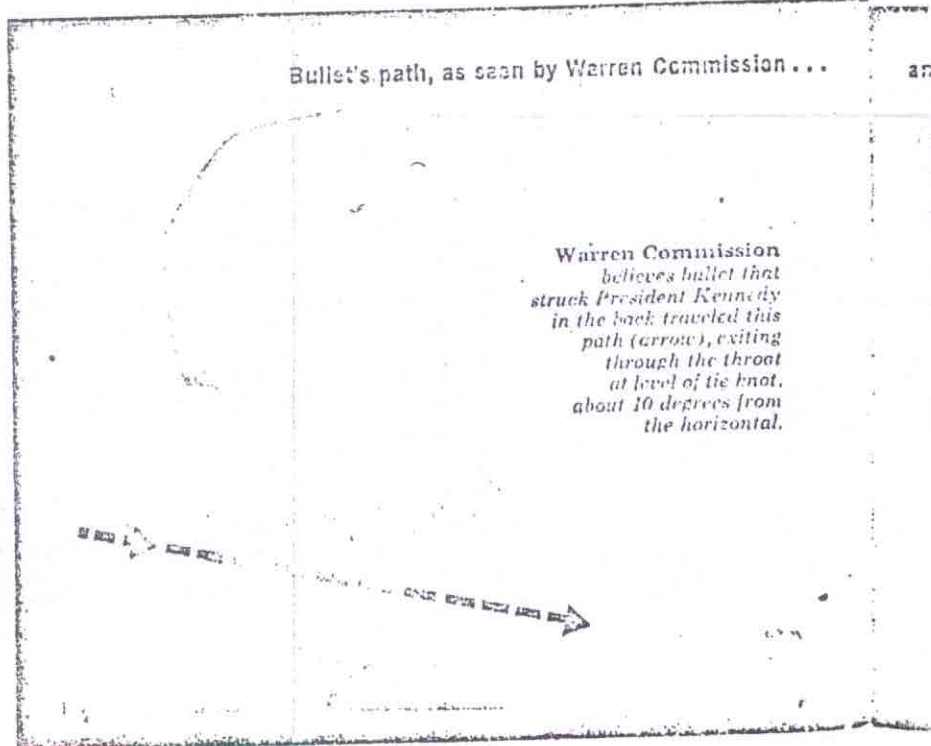 Bullet's path, as seen by Warren Commission... an
Warren Commission
believes bullet that
struck President Kennedy
in the back traveled this
path (arrow), exiting
through the throat
at level of tie knot,
about 10 degrees from
the horizontal.